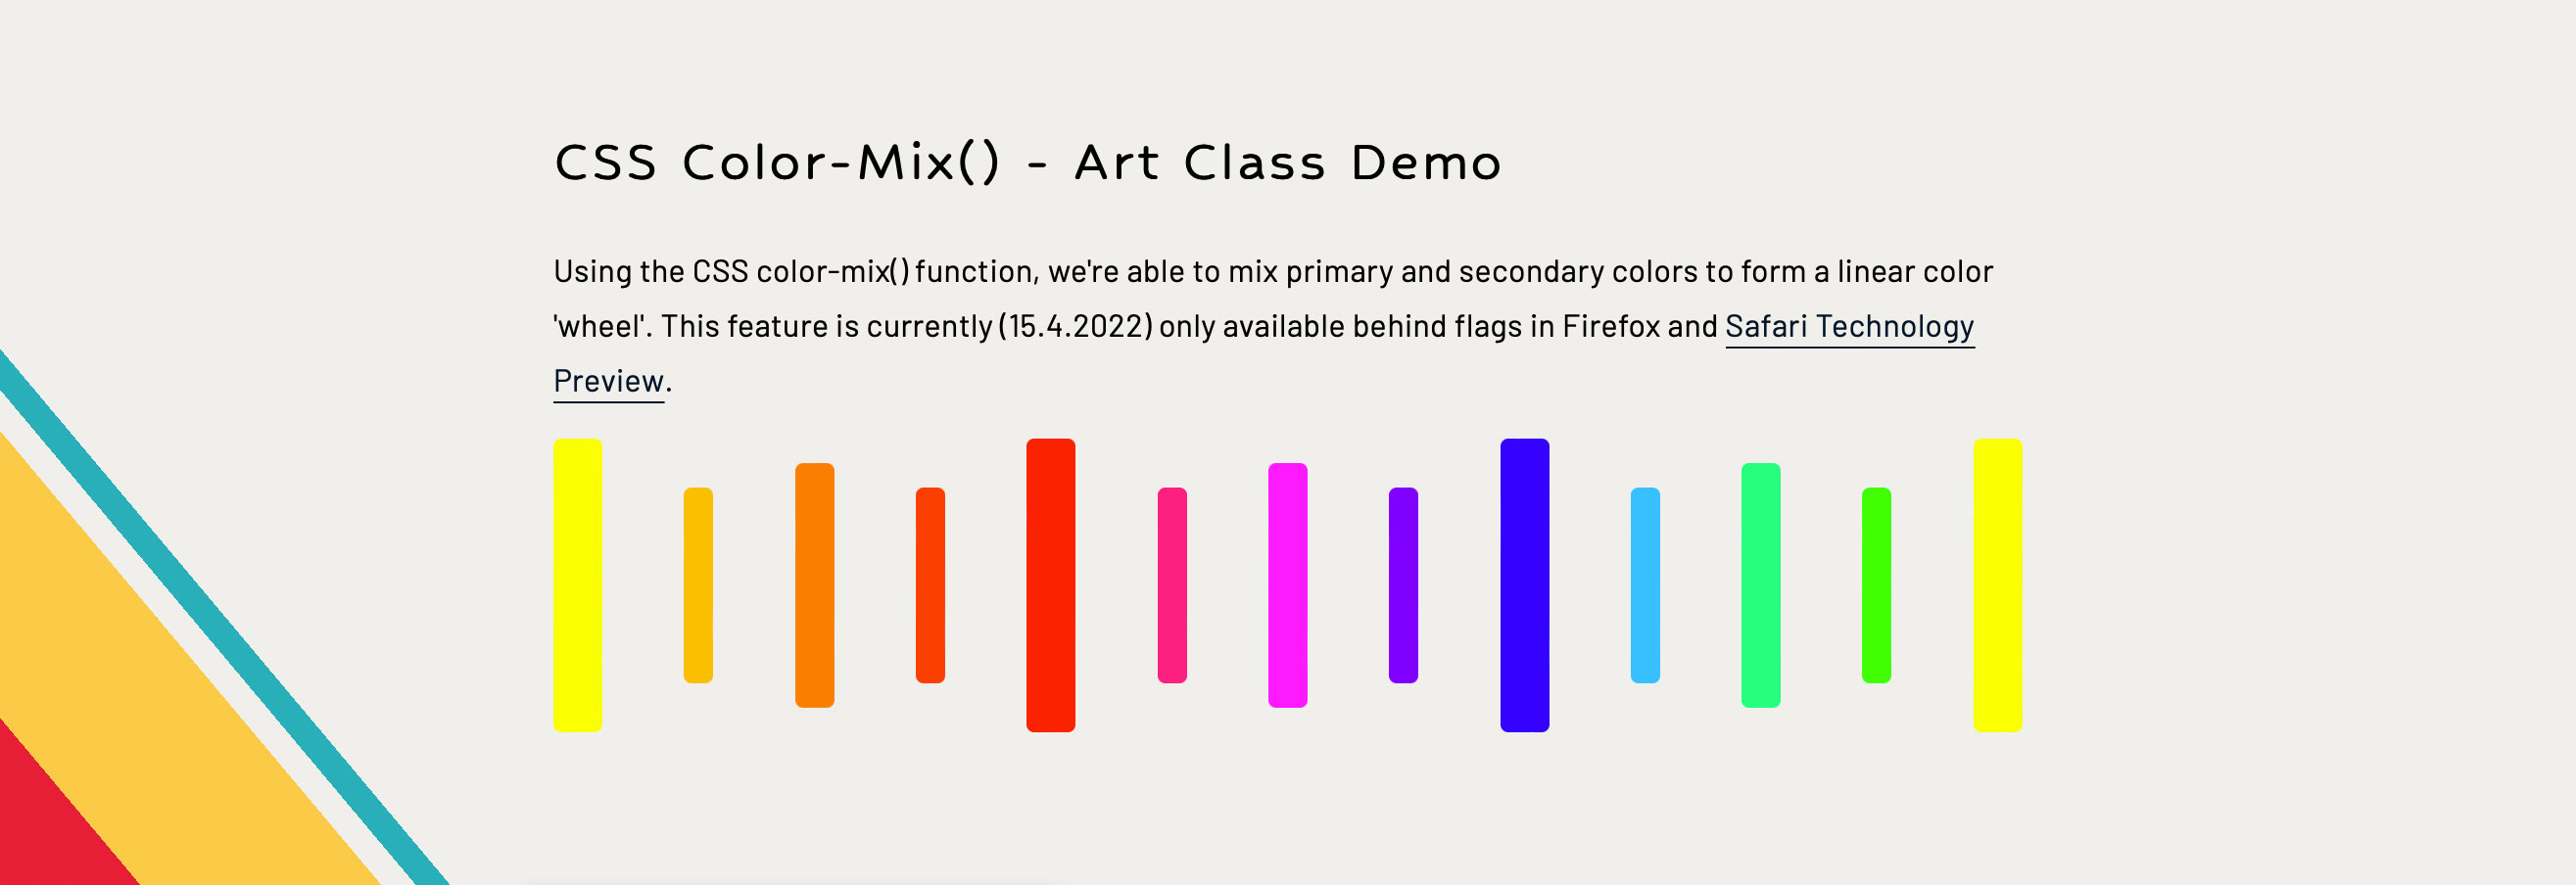 CSS Color-Mix() - Art Class Demo
Using the CSS color-mix() function, we're able to mix primary and secondary colors to form a linear color
'wheel'. This feature is currently (15.4.2022) only available behind flags in Firefox and Safari Technology
Preview.